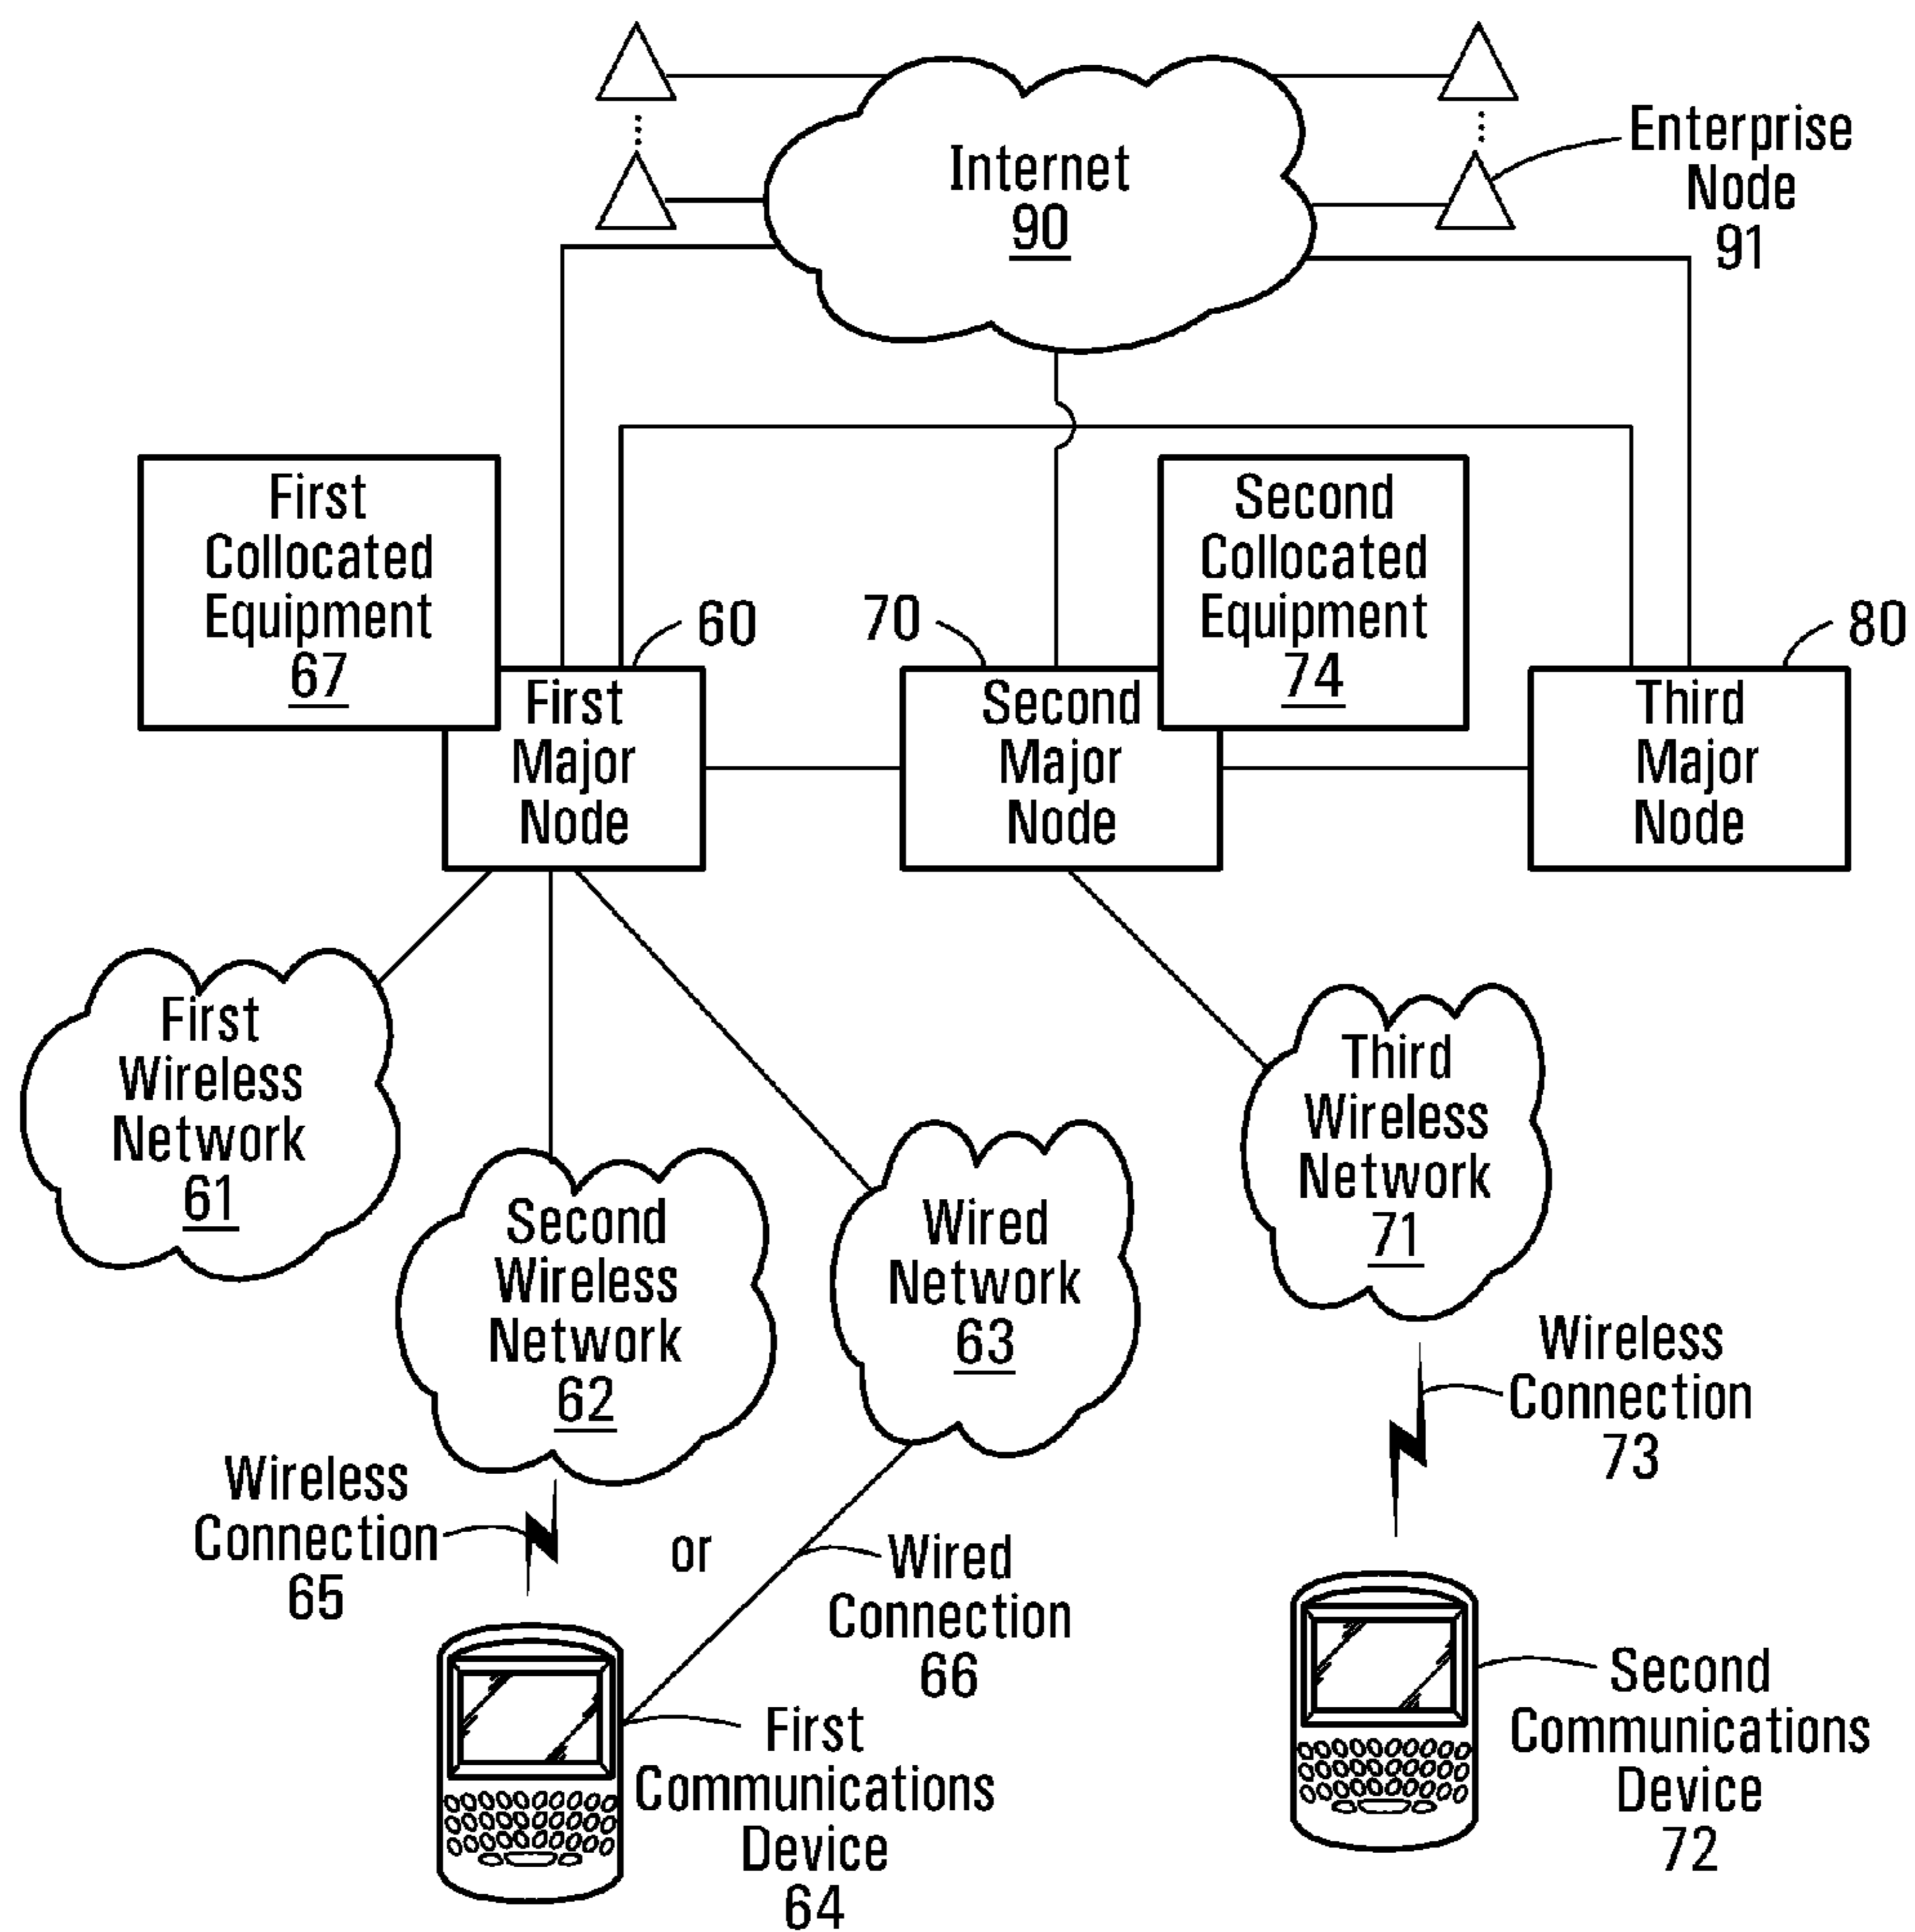 Internet
90
Enterprise
Node
91
First
Collocated
Equipment
67
60
70
Second
Collocated
Equipment
74
80
First
Major
Node
Second
Major
Node
Third
Major
Node
First
Wireless
Network
61
Second
Wireless
Network
62
Wired
Network
63
Third
Wireless
Network
71
Wireless
Connection
73
Wireless
Connection
65
or
Wired
Connection
66
First
Communications
Device
64
Second
Communications
Device
72